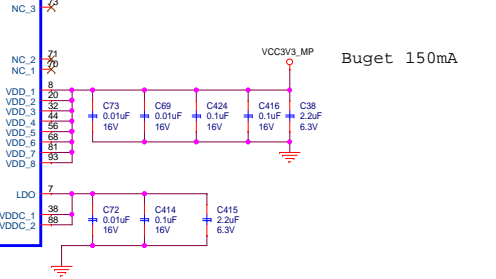 73
NC_3
VCC3V3_MP
Buget 150mA
71
NC_2
70
NC_1
8
VDD_1
20
VDD_2
32
VDD_3
44
VDD_4
56
VDD_5
68
VDD_6
81
VDD_7
93
VDD_8
C73
0.01uF
16V
C69
0.01uF
16V
C424
0.1uF
16V
C416
0.1uF
16V
C38
2.2uF
6.3V
7
LDO
38
VDDC_1
88
VDDC_2
C72
0.01uF
16V
C414
0.1uF
16V
C415
2.2uF
6.3V